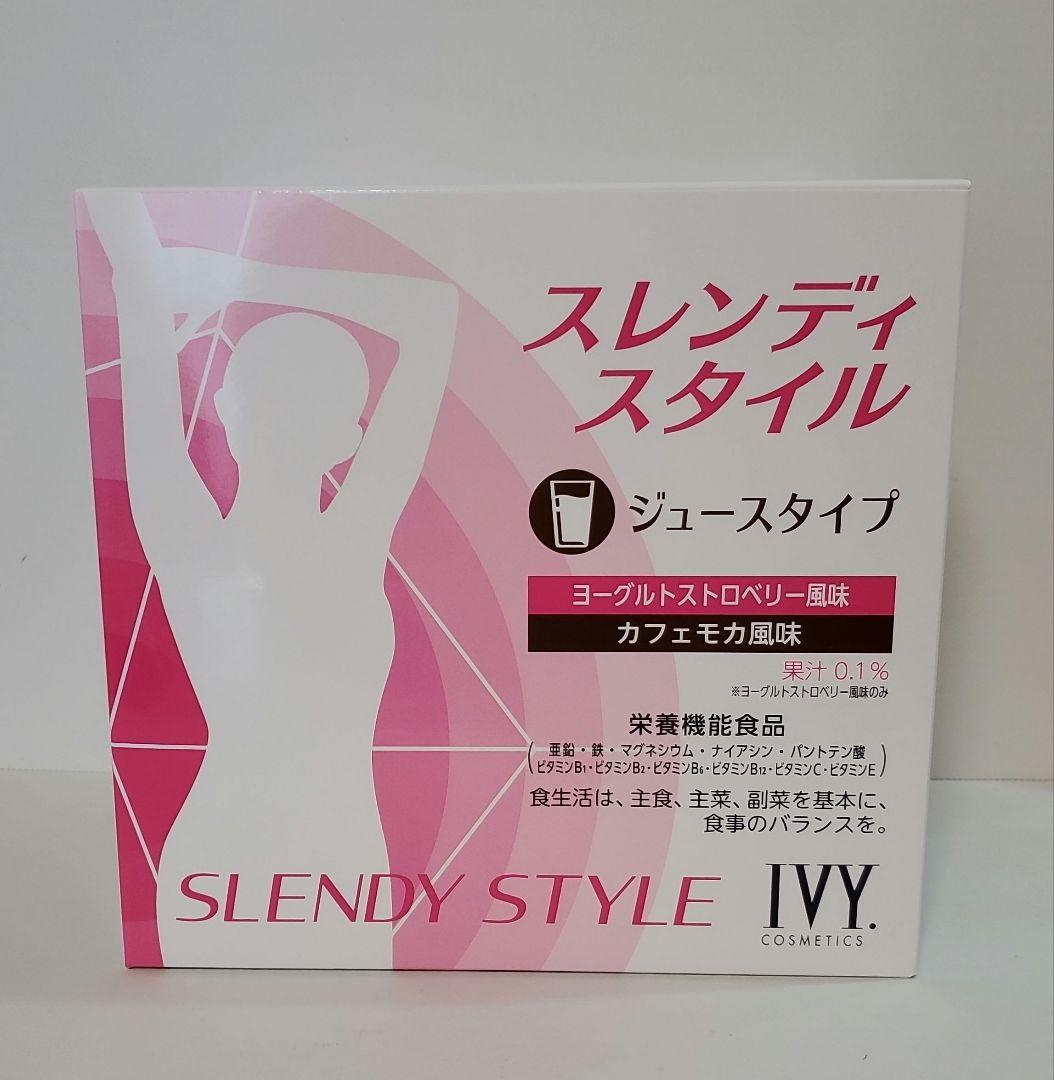 スレンディ
スタイル
ジュースタイプ
ヨーグルトストロベリー風味
カフェモカ風味
果汁 0.1%
※ヨーグルトストロベリー風味のみ
栄養機能食品
(亜鉛・鉄・マグネシウム・ナイアシン・パントテン酸
ビタミンB₁・ビタミンB₂・ビタミンB₆・ビタミンB₁₂・ビタミンC・ビタミンE)
食生活は、主食、主菜、副菜を基本に、
食事のバランスを。
SLENDY STYLE
IVY.
COSMETICS